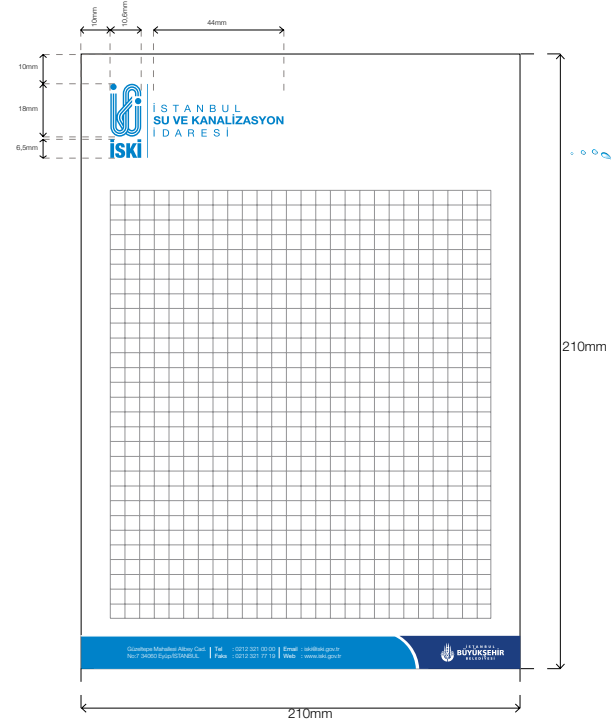 10mm
10,6mm
44mm
10mm
18mm
6,5mm
İSKİ
İSTANBUL
SU VE KANALİZASYON
İDARESİ
210mm
Güzeltepe Mahallesi Alibey Cad. | Tel : 0212 321 00 00 | Email : iski@iski.gov.tr
No:7 34060 Eyüp/İSTANBUL | Faks : 0212 321 77 19 | Web : www.iski.gov.tr
İSTANBUL
BÜYÜKŞEHİR
BELEDİYESİ
210mm